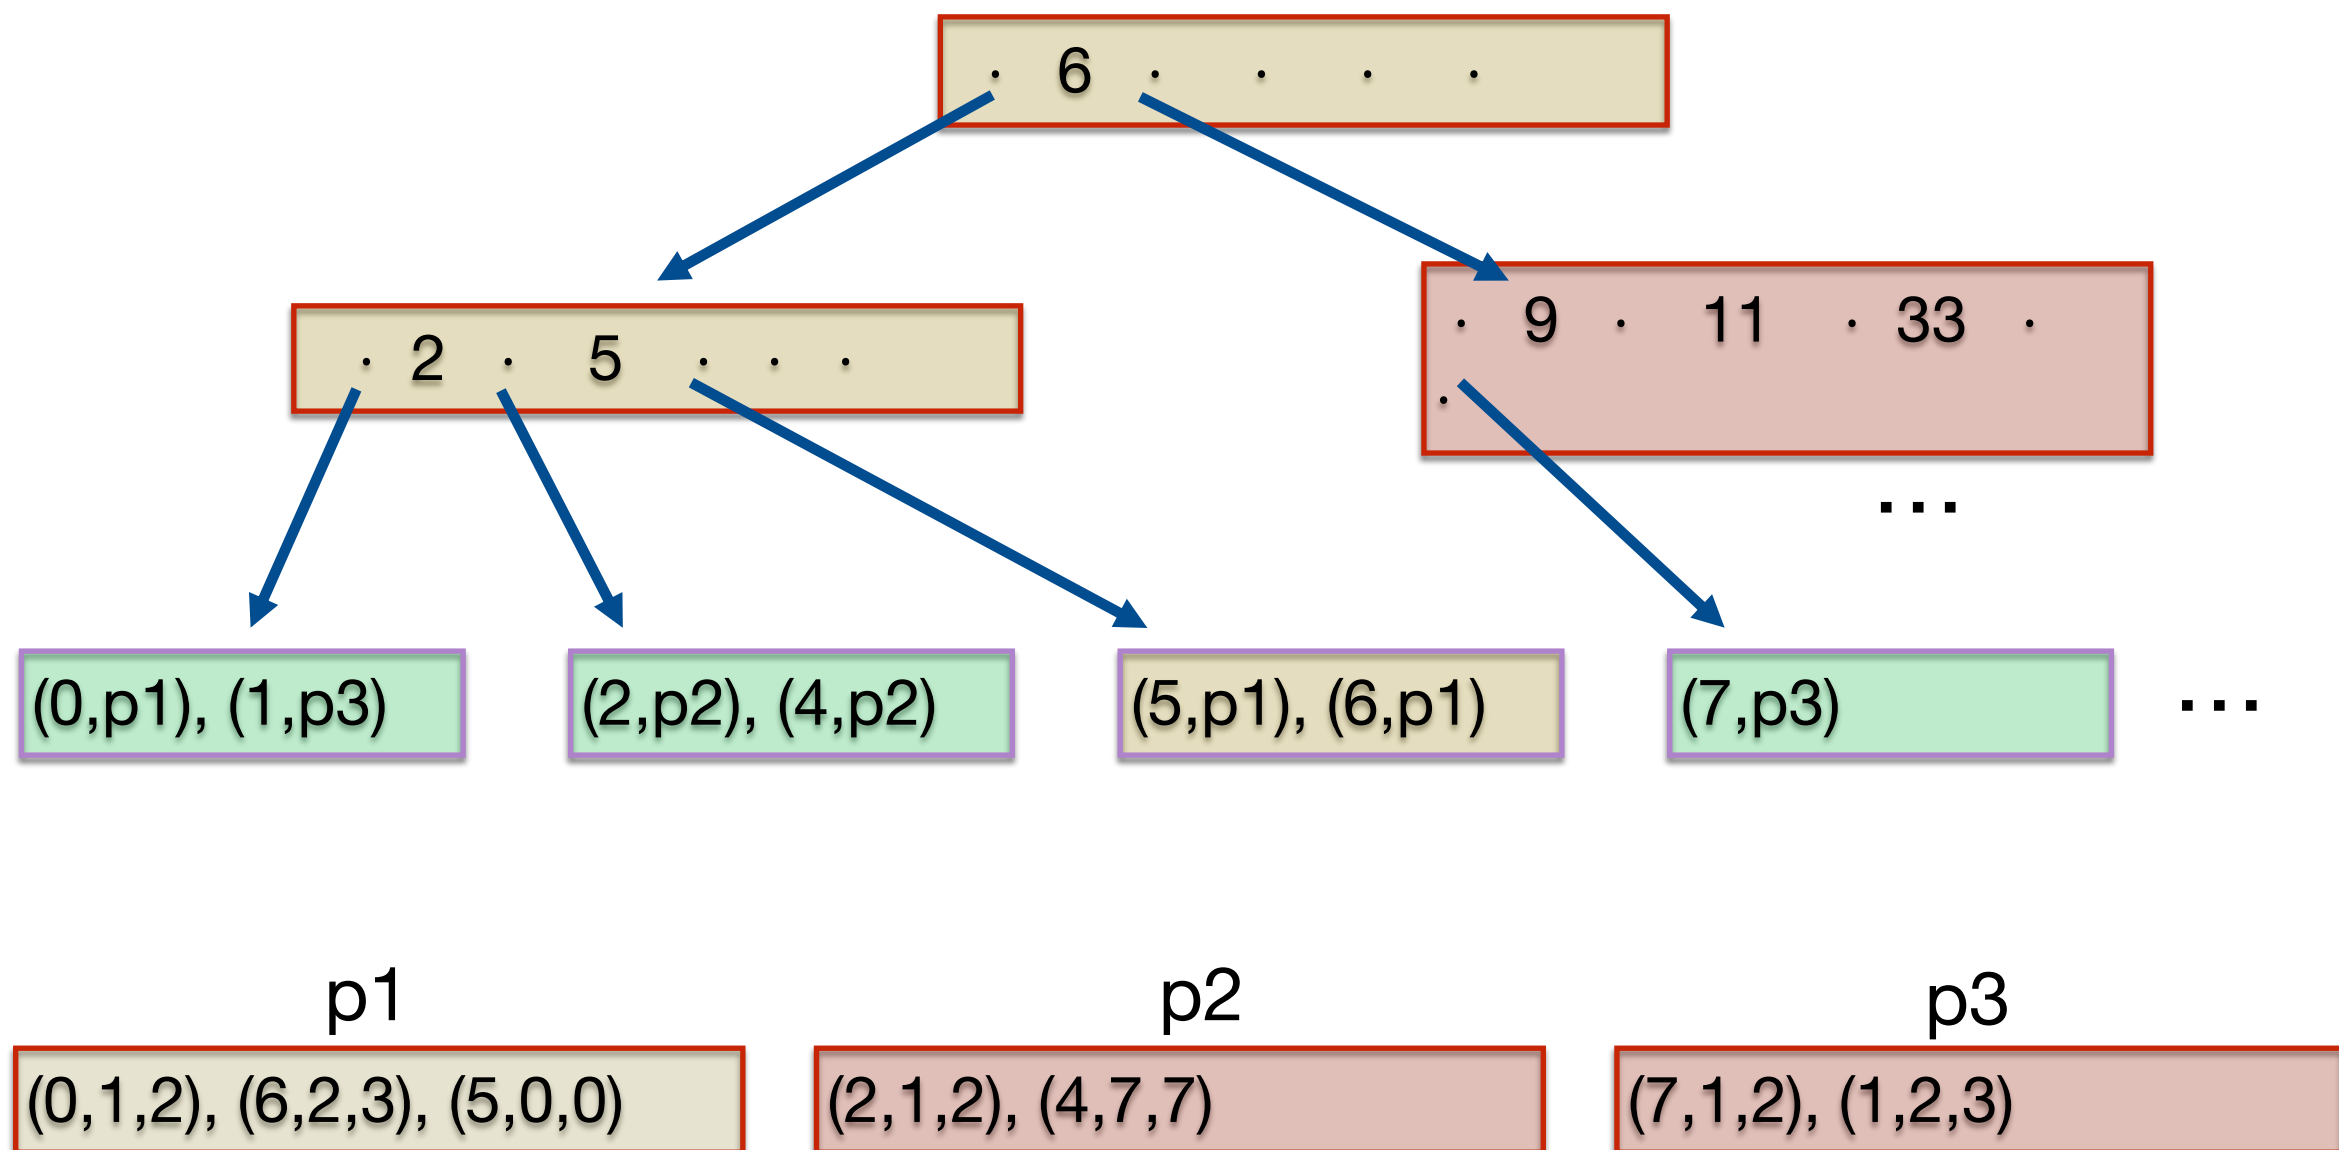 · 6 · · · ·
· 2 · 5 · · ·
· 9 · 11 · 33 ·
·
...
(0,p1), (1,p3)
(2,p2), (4,p2)
(5,p1), (6,p1)
(7,p3)
...
p1
p2
p3
(0,1,2), (6,2,3), (5,0,0)
(2,1,2), (4,7,7)
(7,1,2), (1,2,3)